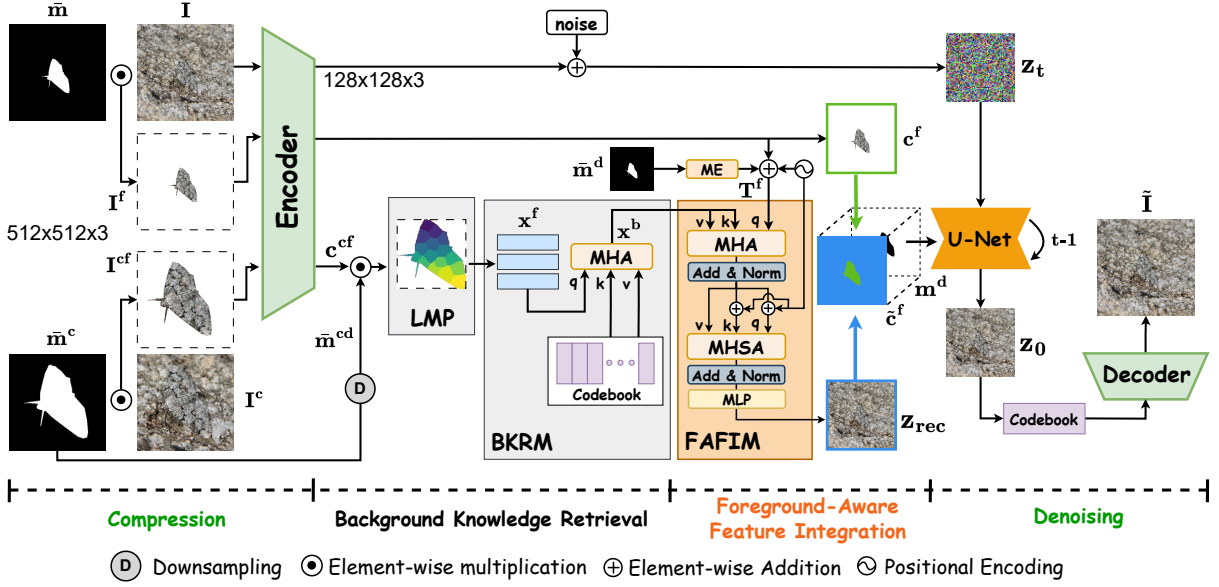 m̄
I
noise
128x128x3
z_t
Encoder
c^f
m̄^d
ME
I^f
T^f
512x512x3
x^f
x^b
v k q
Ĩ
I^cf
c^cf
MHA
MHA
U-Net
t-1
Add & Norm
q k v
m^d
LMP
c̃^f
m̄^c
m̄^cd
v k q
MHSA
z_0
D
Add & Norm
Decoder
I^c
Codebook
MLP
z_rec
Codebook
BKRM
FAFIM
Compression
Background Knowledge Retrieval
Foreground-Aware
Feature Integration
Denoising
D Downsampling
Element-wise multiplication
Element-wise Addition
Positional Encoding